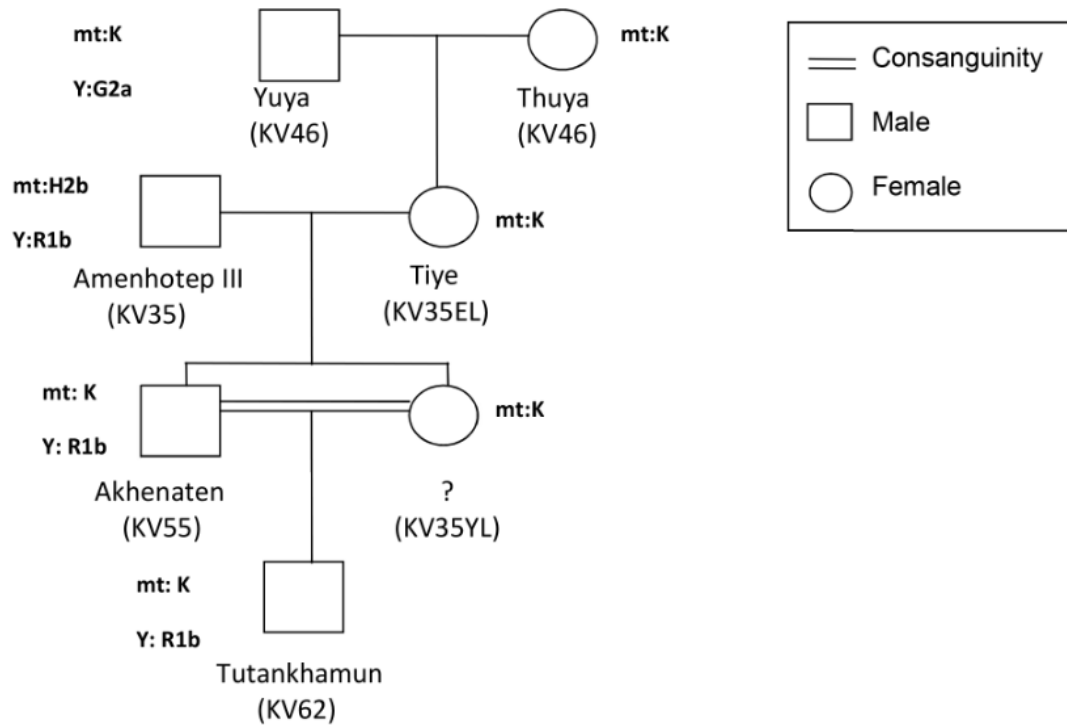 mt:K
Y:G2a
Yuya
(KV46)
Thuya
(KV46)
mt:K
Consanguinity
Male
Female
mt:H2b
Y:R1b
Amenhotep III
(KV35)
Tiye
(KV35EL)
mt:K
mt: K
Y: R1b
Akhenaten
(KV55)
?
(KV35YL)
mt:K
mt: K
Y: R1b
Tutankhamun
(KV62)